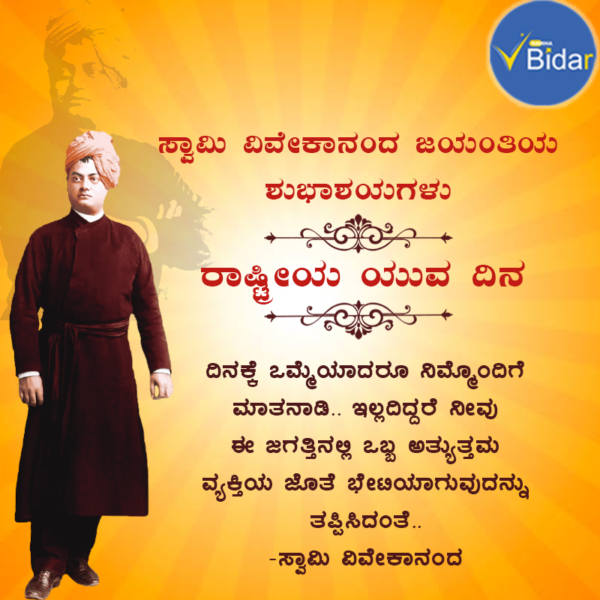 Bidar
ಸ್ವಾಮಿ ವಿವೇಕಾನಂದ ಜಯಂತಿಯ
ಶುಭಾಶಯಗಳು
ರಾಷ್ಟ್ರೀಯ ಯುವ ದಿನ
ದಿನಕ್ಕೆ ಒಮ್ಮೆಯಾದರೂ ನಿಮ್ಮೊಂದಿಗೆ
ಮಾತನಾಡಿ.. ಇಲ್ಲದಿದ್ದರೆ ನೀವು
ಈ ಜಗತ್ತಿನಲ್ಲಿ ಒಬ್ಬ ಅತ್ಯುತ್ತಮ
ವ್ಯಕ್ತಿಯ ಜೊತೆ ಭೇಟಿಯಾಗುವುದನ್ನು
ತಪ್ಪಿಸಿದಂತೆ..
-ಸ್ವಾಮಿ ವಿವೇಕಾನಂದ